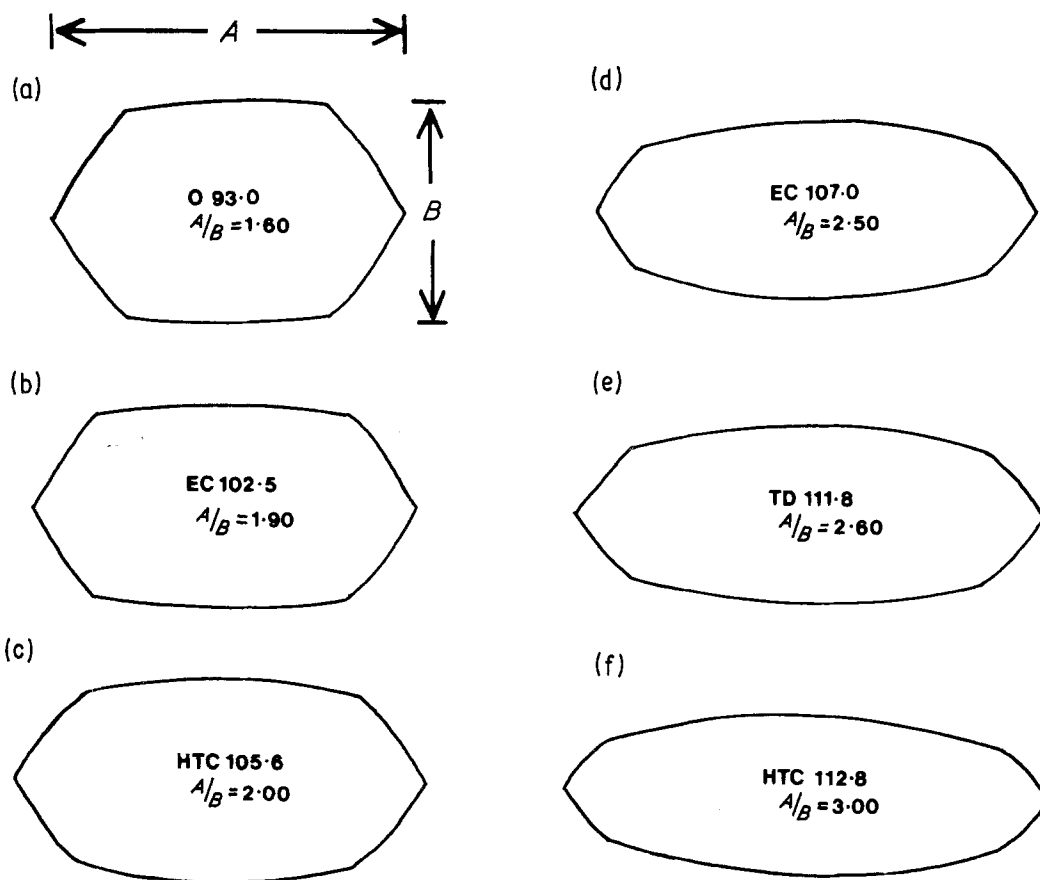 A
(a)
B
O 93·0
A/B = 1·60
(b)
EC 102·5
A/B = 1·90
(c)
HTC 105·6
A/B = 2·00
(d)
EC 107·0
A/B = 2·50
(e)
TD 111·8
A/B = 2·60
(f)
HTC 112·8
A/B = 3·00